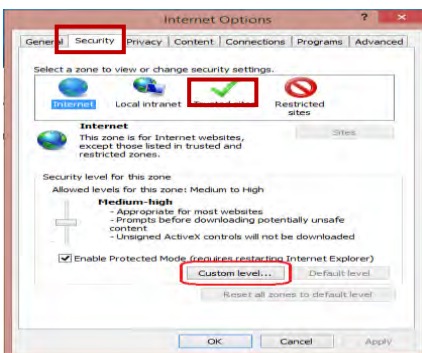 Internet Options
?
×
General Security Privacy Content Connections Programs Advanced
Select a zone to view or change security settings.
Internet Local intranet Trusted sites Restricted sites
Internet
Sites
This zone is for Internet websites,
except those listed in trusted and
restricted zones.
Security level for this zone
Allowed levels for this zone: Medium to High
Medium-high
- Appropriate for most websites
- Prompts before downloading potentially unsafe
content
- Unsigned ActiveX controls will not be downloaded
Enable Protected Mode (requires restarting Internet Explorer)
Custom level... Default level
Reset all zones to default level
OK Cancel Apply